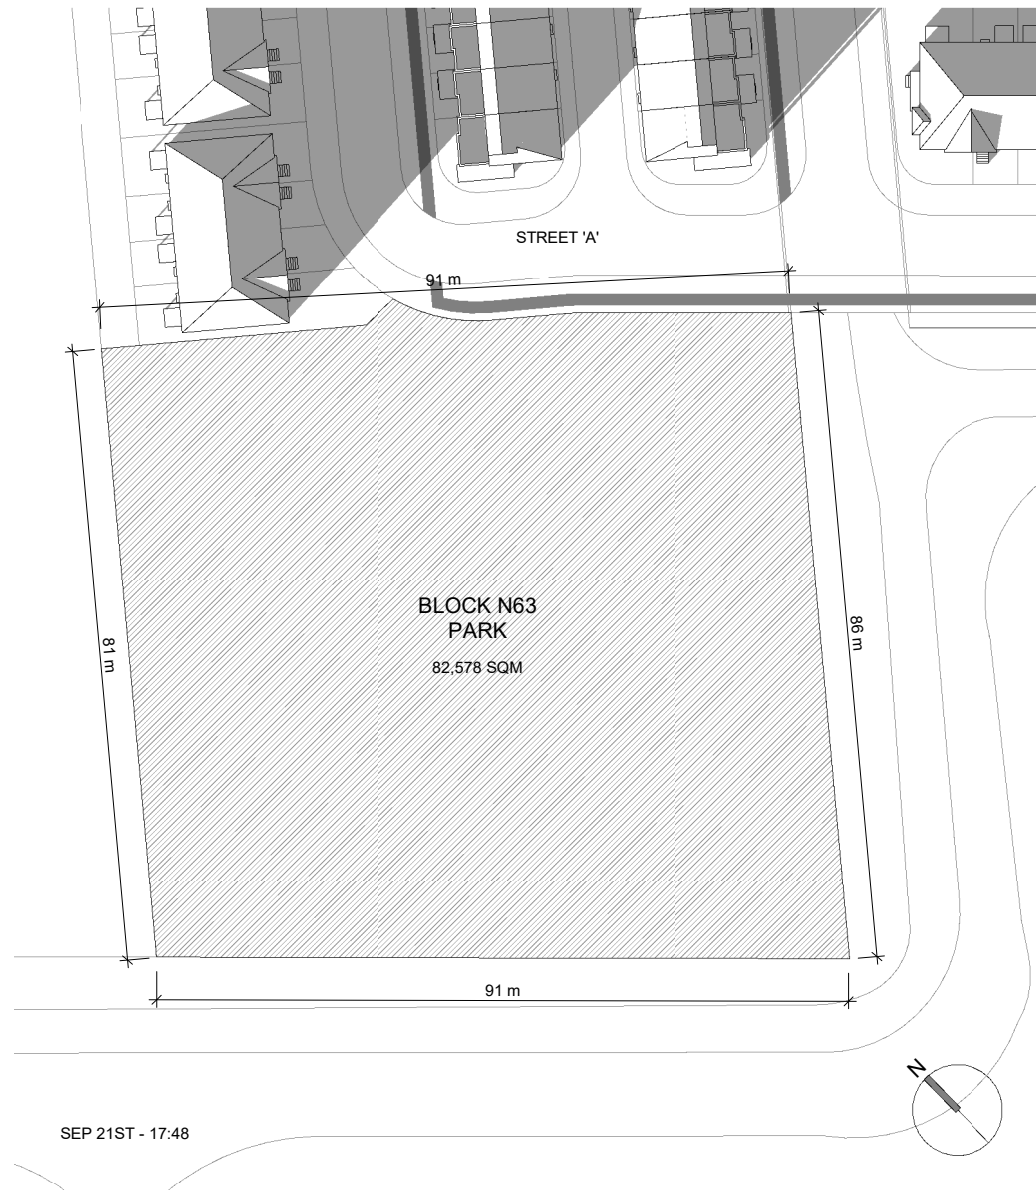 STREET 'A'
91 m
BLOCK N63
PARK
82,578 SQM
81 m
86 m
91 m
N
SEP 21ST - 17:48